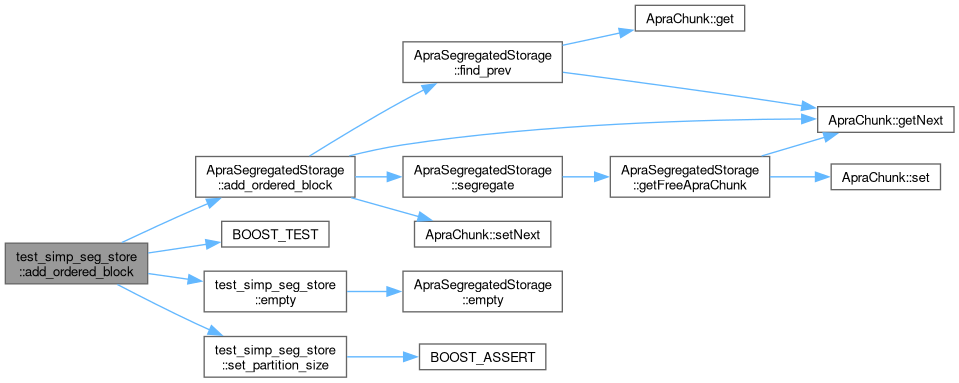 ApraChunk::get
ApraSegregatedStorage
::find_prev
ApraChunk::getNext
ApraSegregatedStorage
::add_ordered_block
ApraSegregatedStorage
::segregate
ApraSegregatedStorage
::getFreeApraChunk
ApraChunk::set
BOOST_TEST
ApraChunk::setNext
test_simp_seg_store
::add_ordered_block
test_simp_seg_store
::empty
ApraSegregatedStorage
::empty
test_simp_seg_store
::set_partition_size
BOOST_ASSERT